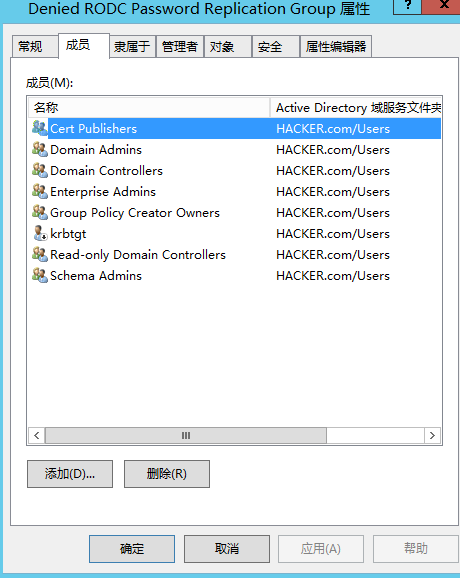 Denied RODC Password Replication Group 属性
?
常规 成员 隶属于 管理者 对象 安全 属性编辑器
成员(M):
名称 Active Directory 域服务文件夹
Cert Publishers HACKER.com/Users
Domain Admins HACKER.com/Users
Domain Controllers HACKER.com/Users
Enterprise Admins HACKER.com/Users
Group Policy Creator Owners HACKER.com/Users
krbtgt HACKER.com/Users
Read-only Domain Controllers HACKER.com/Users
Schema Admins HACKER.com/Users
添加(D)... 删除(R)
确定 取消 应用(A) 帮助